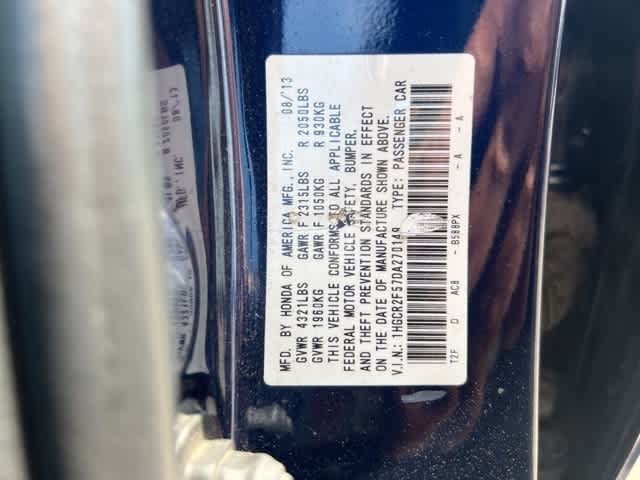 MFD. BY HONDA OF AMERICA MFG.,INC. 08/13
GVWR 4321LBS GAWR F 2315LBS R 2050LBS
GVWR 1960KG GAWR F 1050KG R 930KG
THIS VEHICLE CONFORMS TO ALL APPLICABLE
FEDERAL MOTOR VEHICLE SAFETY, BUMPER,
AND THEFT PREVENTION STANDARDS IN EFFECT
ON THE DATE OF MANUFACTURE SHOWN ABOVE.
V.I.N.: 1HGCR2F57DA270149 TYPE: PASSENGER CAR
T2F D AC8 - B588PX - A - A